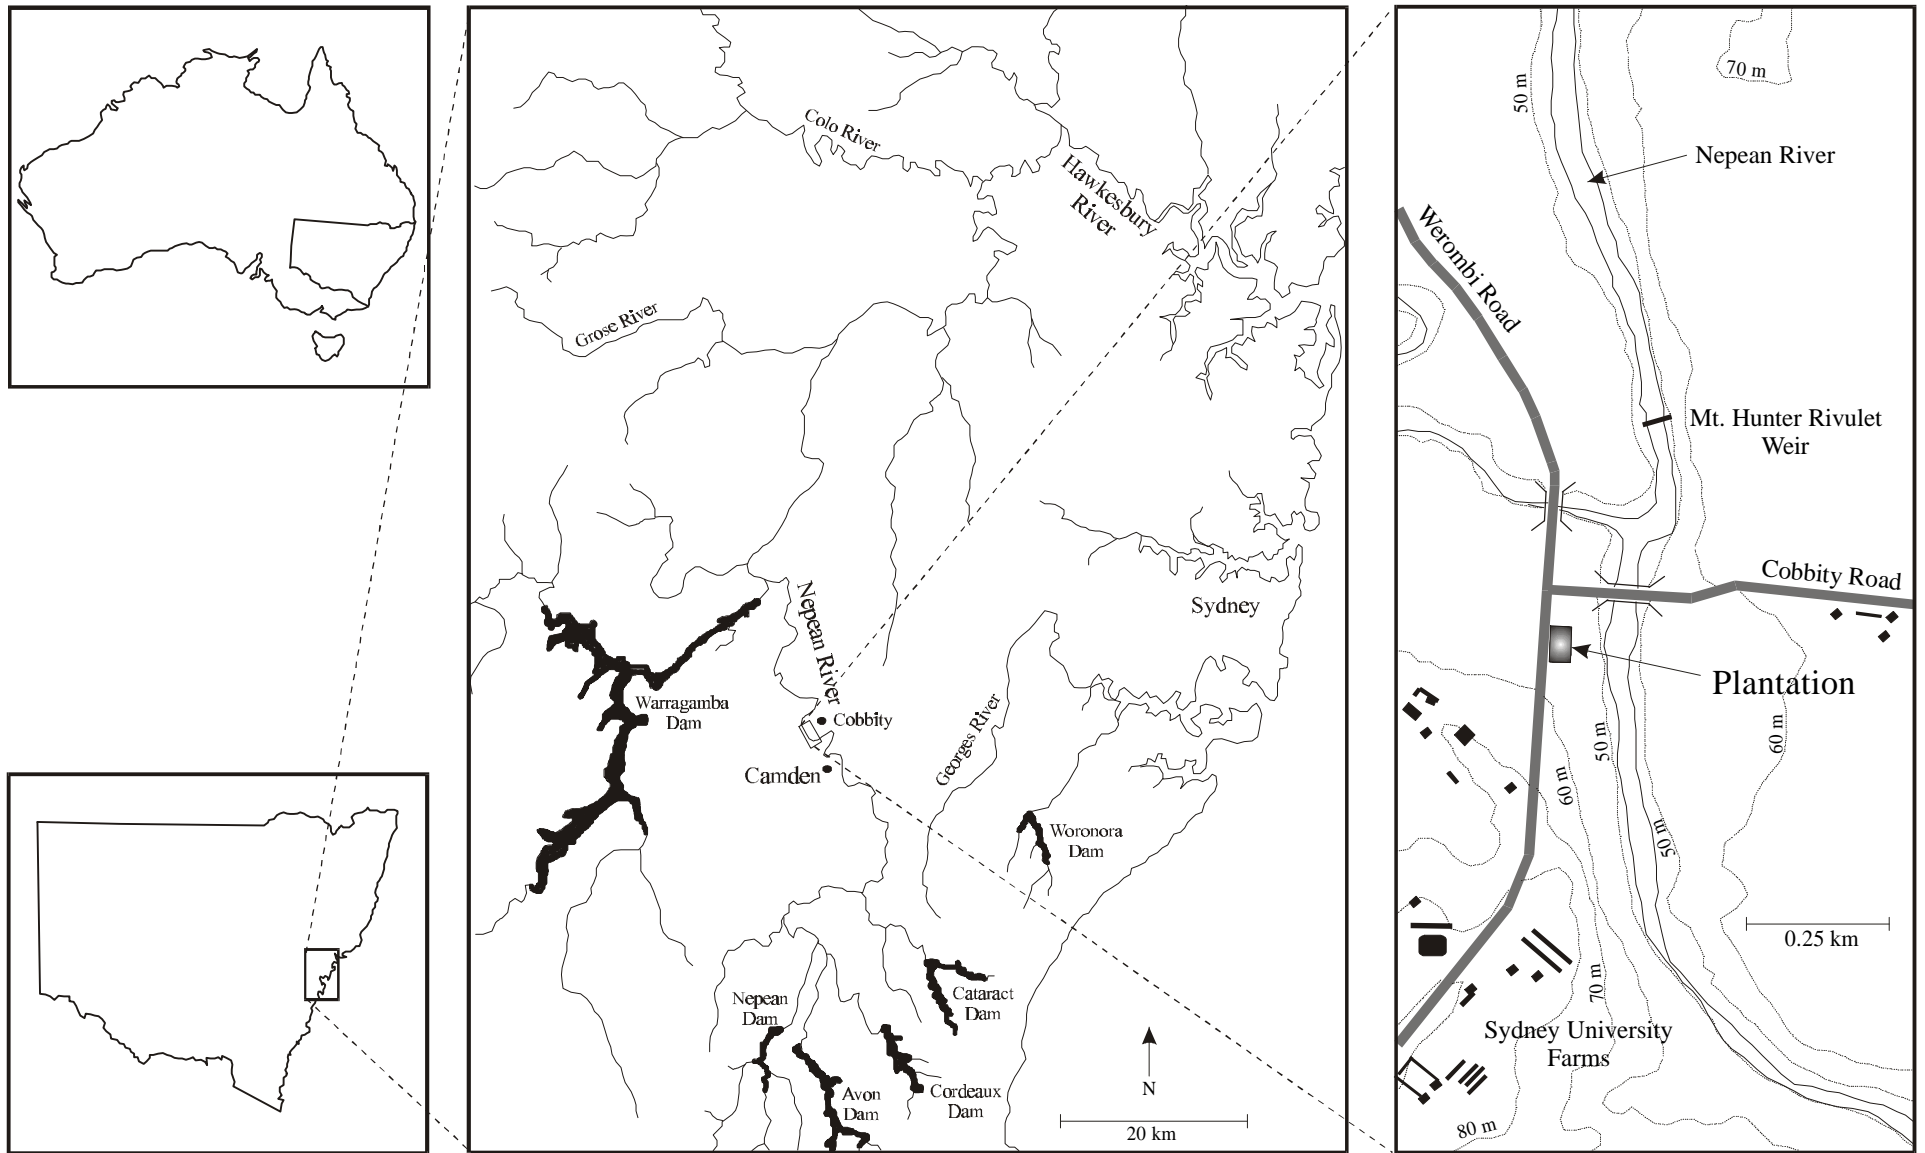 Colo River
Hawkesbury
River
Grose River
Nepean River
Sydney
Warragamba
Dam
Cobbity
Camden
Georges River
Woronora
Dam
Nepean
Dam
Cataract
Dam
Avon
Dam
Cordeaux
Dam
N
20 km
70 m
50 m
Nepean River
Werombi Road
Mt. Hunter Rivulet
Weir
Cobbity Road
Plantation
50 m
60 m
60 m
50 m
0.25 km
70 m
Sydney University
Farms
80 m